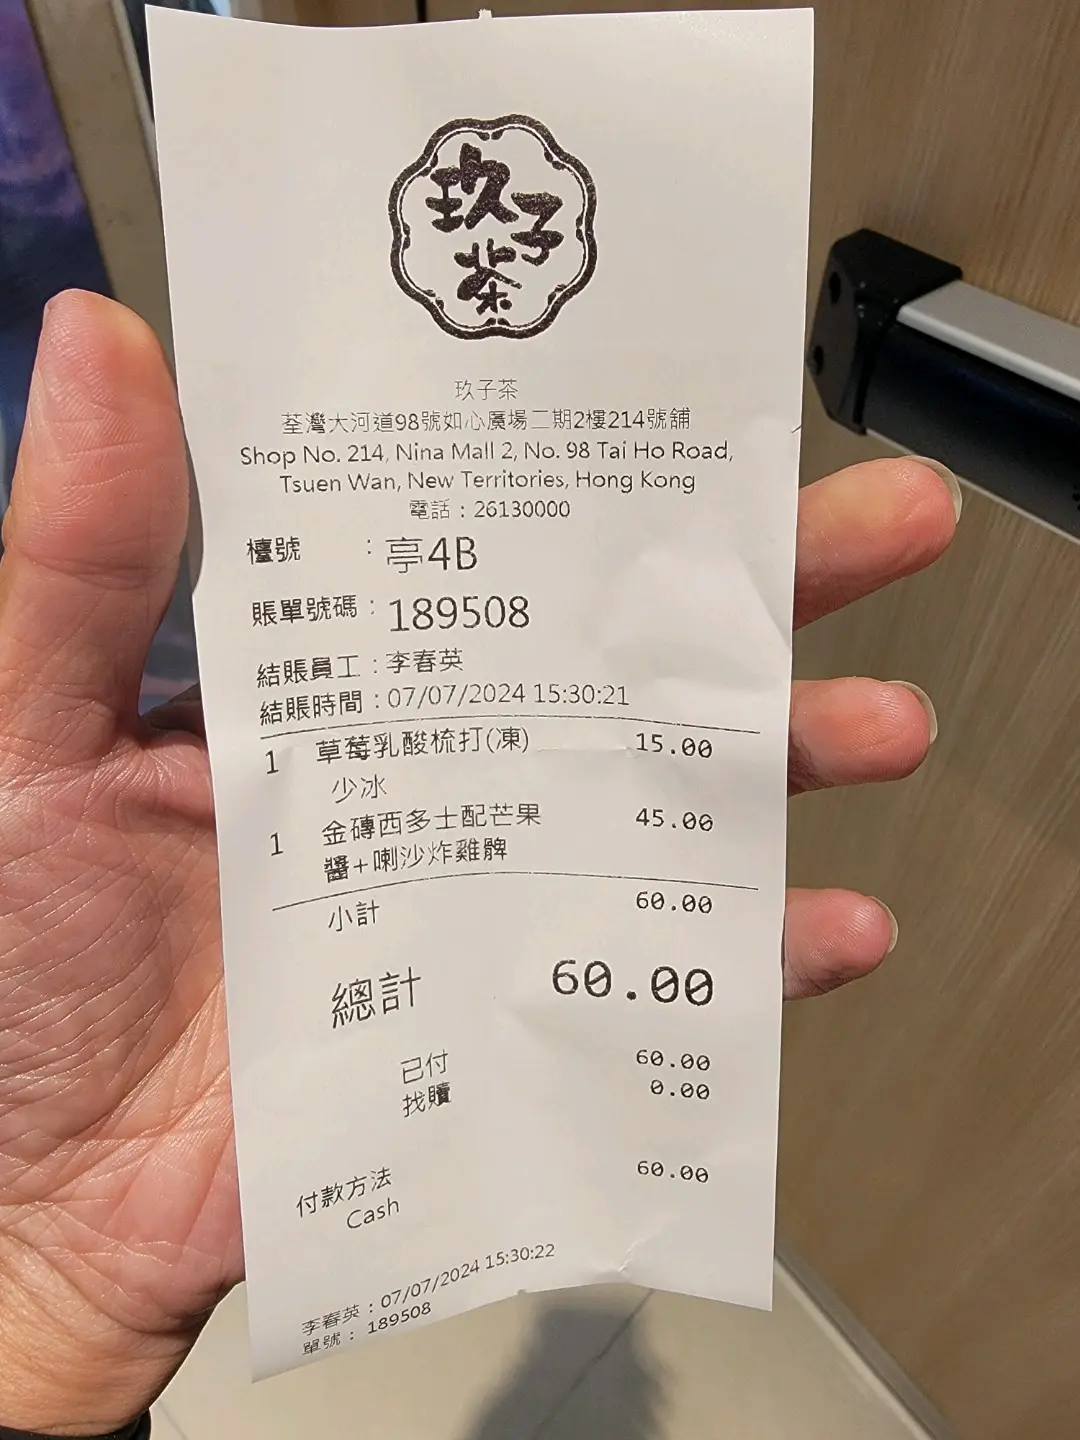 玖子茶
玖子茶
荃灣大河道98號如心廣場二期2樓214號舖
Shop No. 214, Nina Mall 2, No. 98 Tai Ho Road,
Tsuen Wan, New Territories, Hong Kong
電話：26130000
檯號 : 亭4B
賬單號碼 : 189508
結賬員工 : 李春英
結賬時間 : 07/07/2024 15:30:21
1 草莓乳酸梳打(凍) 15.00
少冰
1 金磚西多士配芒果 45.00
醬+喇沙炸雞髀
小計 60.00
總計 60.00
已付 60.00
找贖 0.00
付款方法 60.00
Cash
李春英 : 07/07/2024 15:30:22
單號 : 189508